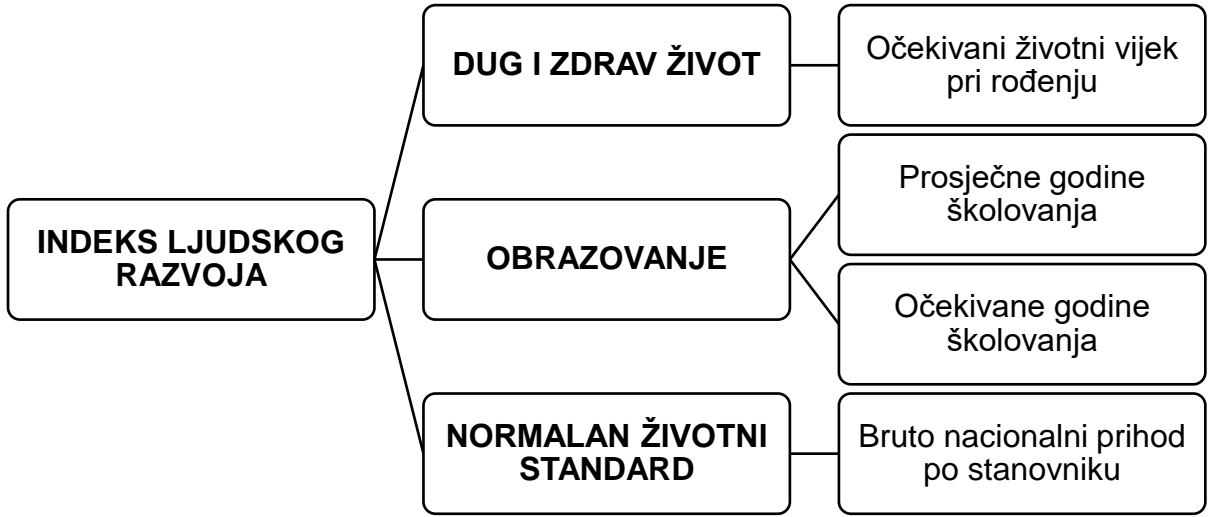 INDEKS LJUDSKOG
RAZVOJA
DUG I ZDRAV ŽIVOT
Očekivani životni vijek
pri rođenju
OBRAZOVANJE
Prosječne godine
školovanja
Očekivane godine
školovanja
NORMALAN ŽIVOTNI
STANDARD
Bruto nacionalni prihod
po stanovniku